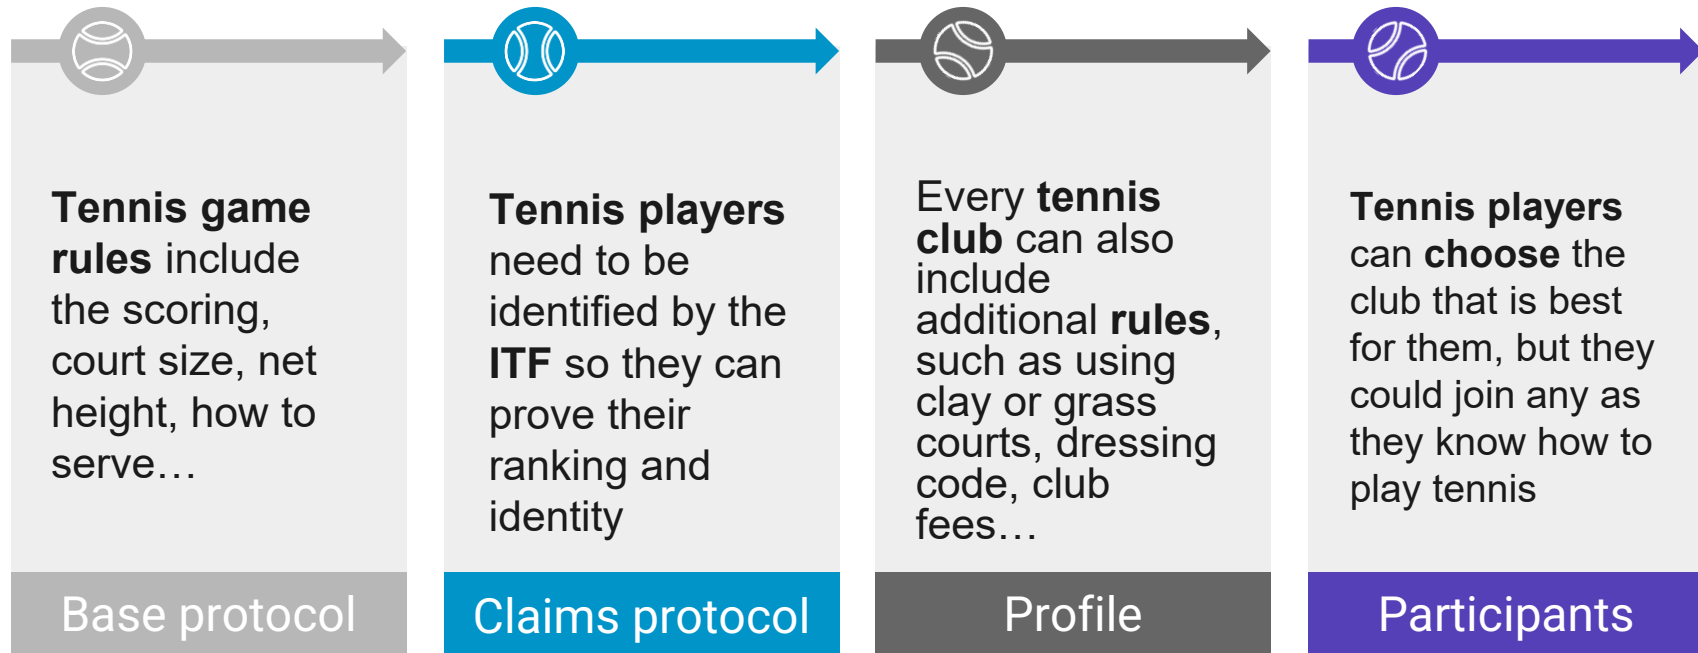 Tennis game
rules include
the scoring,
court size, net
height, how to
serve…
Base protocol
Tennis players
need to be
identified by the
ITF so they can
prove their
ranking and
identity
Claims protocol
Every tennis
club can also
include
additional rules,
such as using
clay or grass
courts, dressing
code, club
fees…
Profile
Tennis players
can choose the
club that is best
for them, but they
could join any as
they know how to
play tennis
Participants